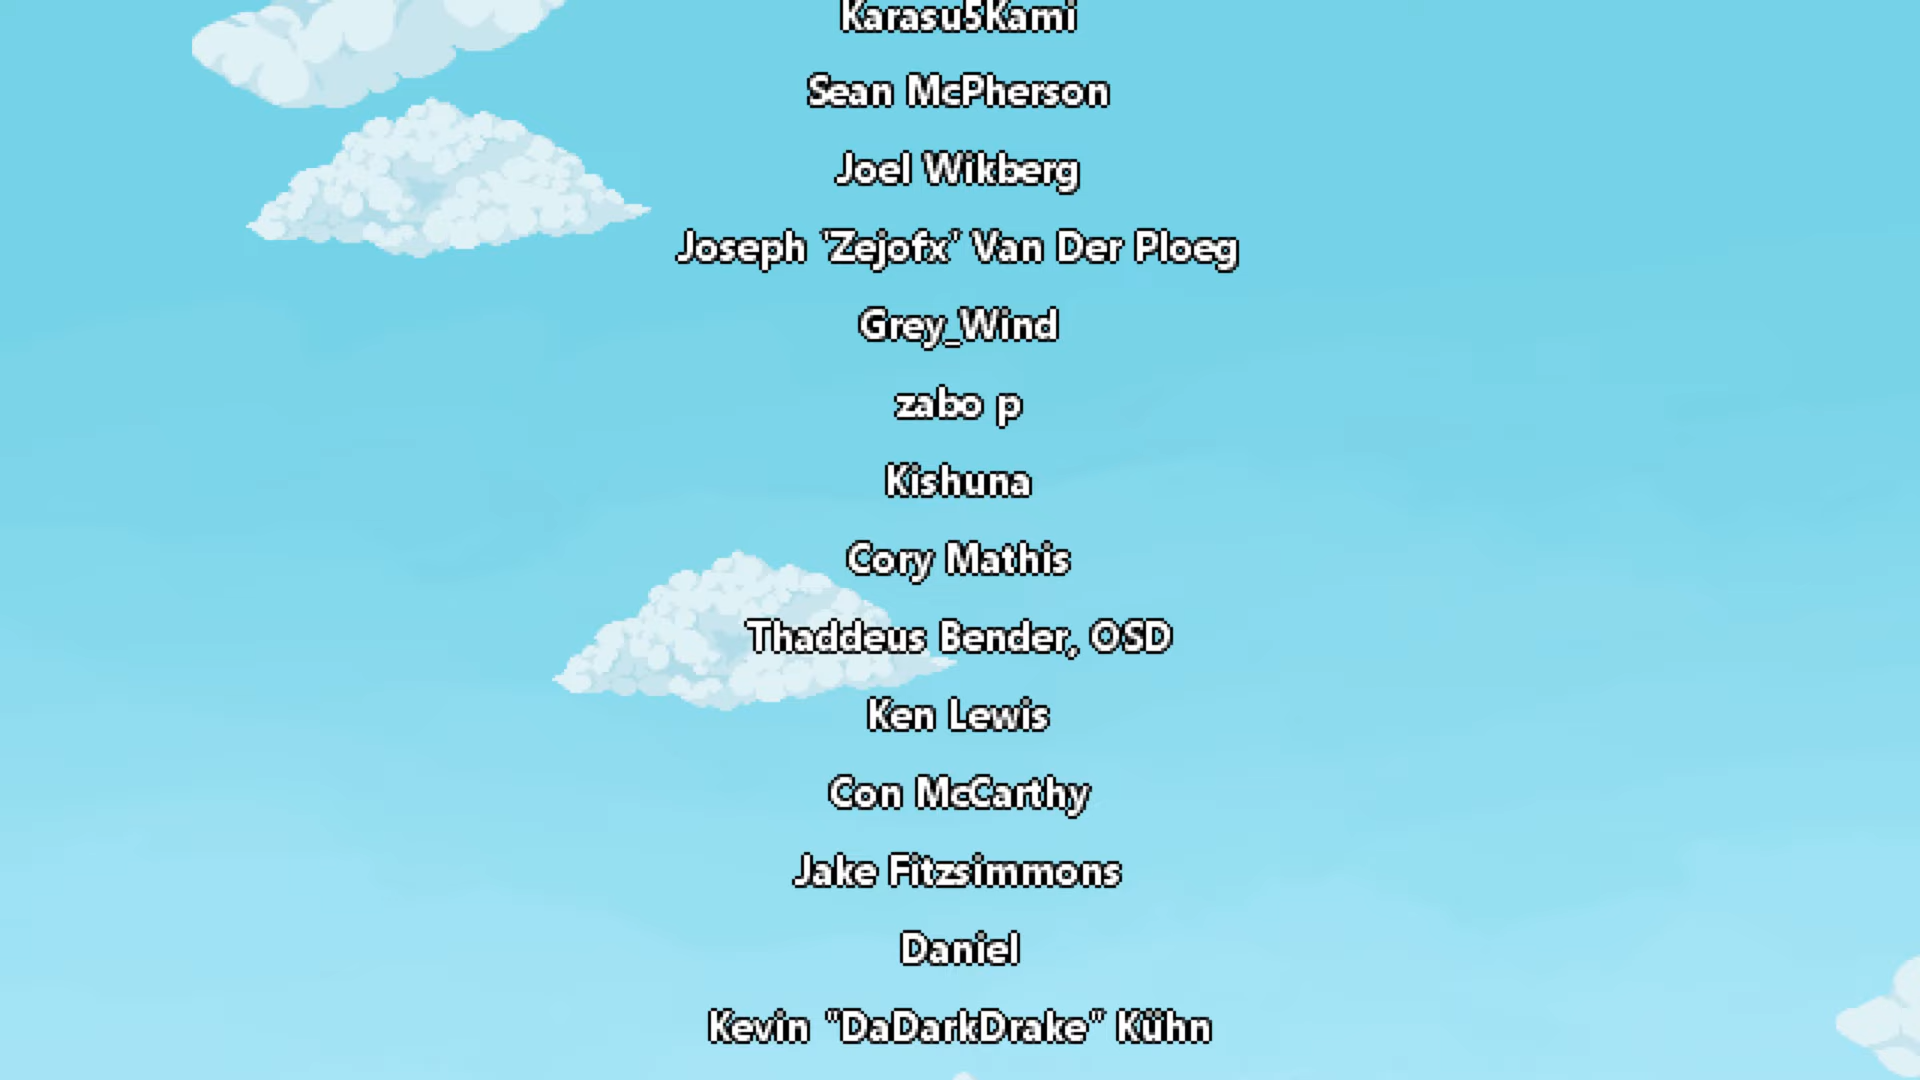 Karasu5Kami
Sean McPherson
Joel Wikberg
Joseph 'Zejofx' Van Der Ploeg
Grey_Wind
zabo p
Kishuna
Cory Mathis
Thaddeus Bender, OSD
Ken Lewis
Con McCarthy
Jake Fitzsimmons
Daniel
Kevin "DaDarkDrake" Kühn